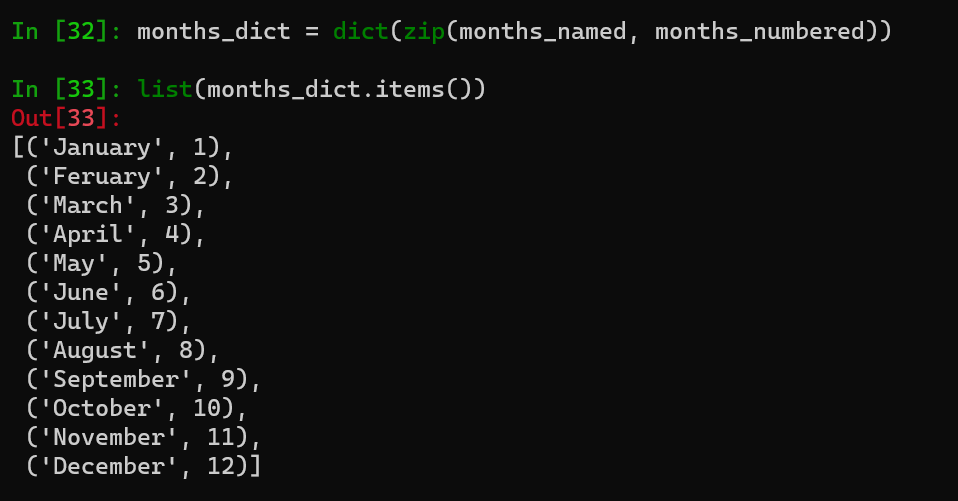 In [32]: months_dict = dict(zip(months_named, months_numbered))
In [33]: list(months_dict.items())
Out[33]:
[('January', 1),
 ('Feruary', 2),
 ('March', 3),
 ('April', 4),
 ('May', 5),
 ('June', 6),
 ('July', 7),
 ('August', 8),
 ('September', 9),
 ('October', 10),
 ('November', 11),
 ('December', 12)]